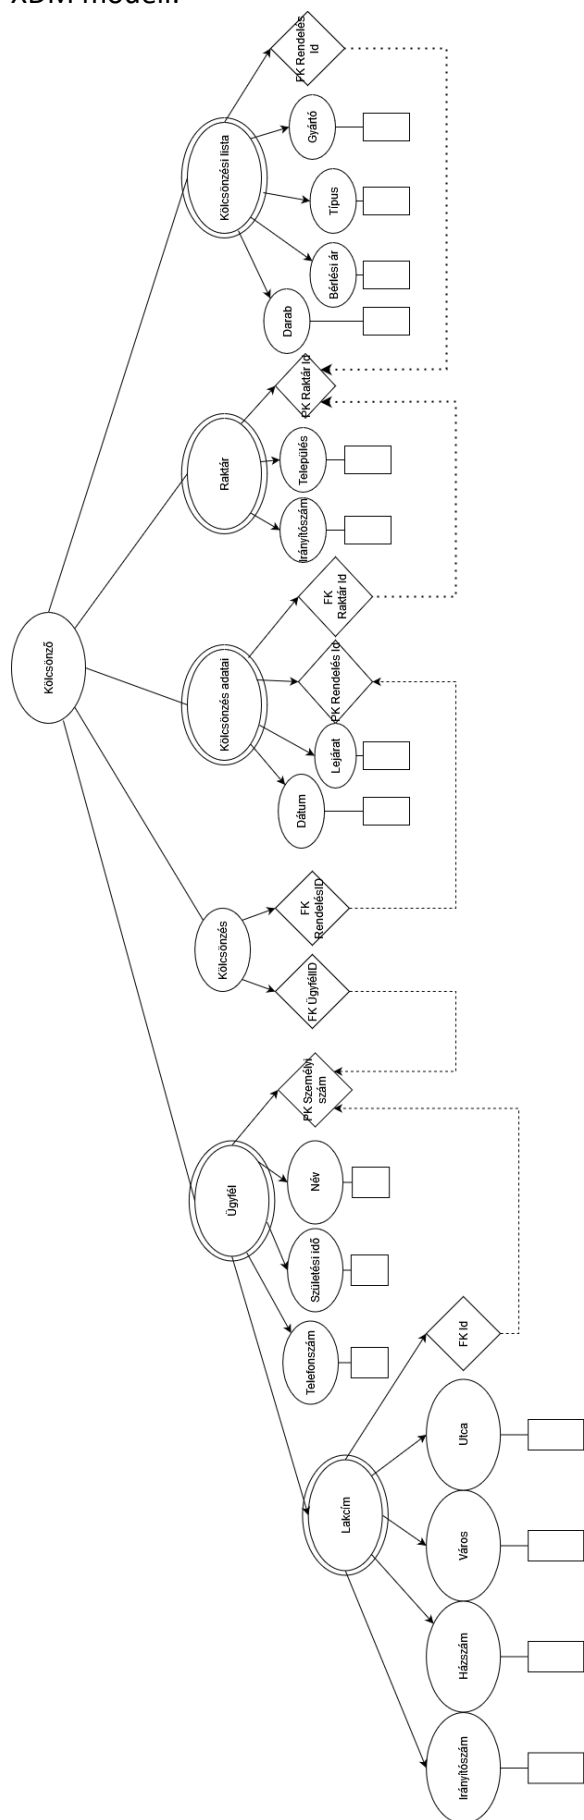 XDM modell:
Kölcsönző
Ügyfél
Kölcsönzés
Kölcsönzés adatai
Raktár
Kölcsönzési lista
Lakcím
Telefonszám
Születési idő
Név
PK Személyi
szám
FK ÜgyfélID
FK
RendelésID
Dátum
Lejárat
PK Rendelés Id
FK
Raktár Id
Irányítószám
Település
PK Raktár Id
Darab
Bérlési ár
Típus
Gyártó
FK Rendelés
Id
Irányítószám
Házszám
Város
Utca
FK Id